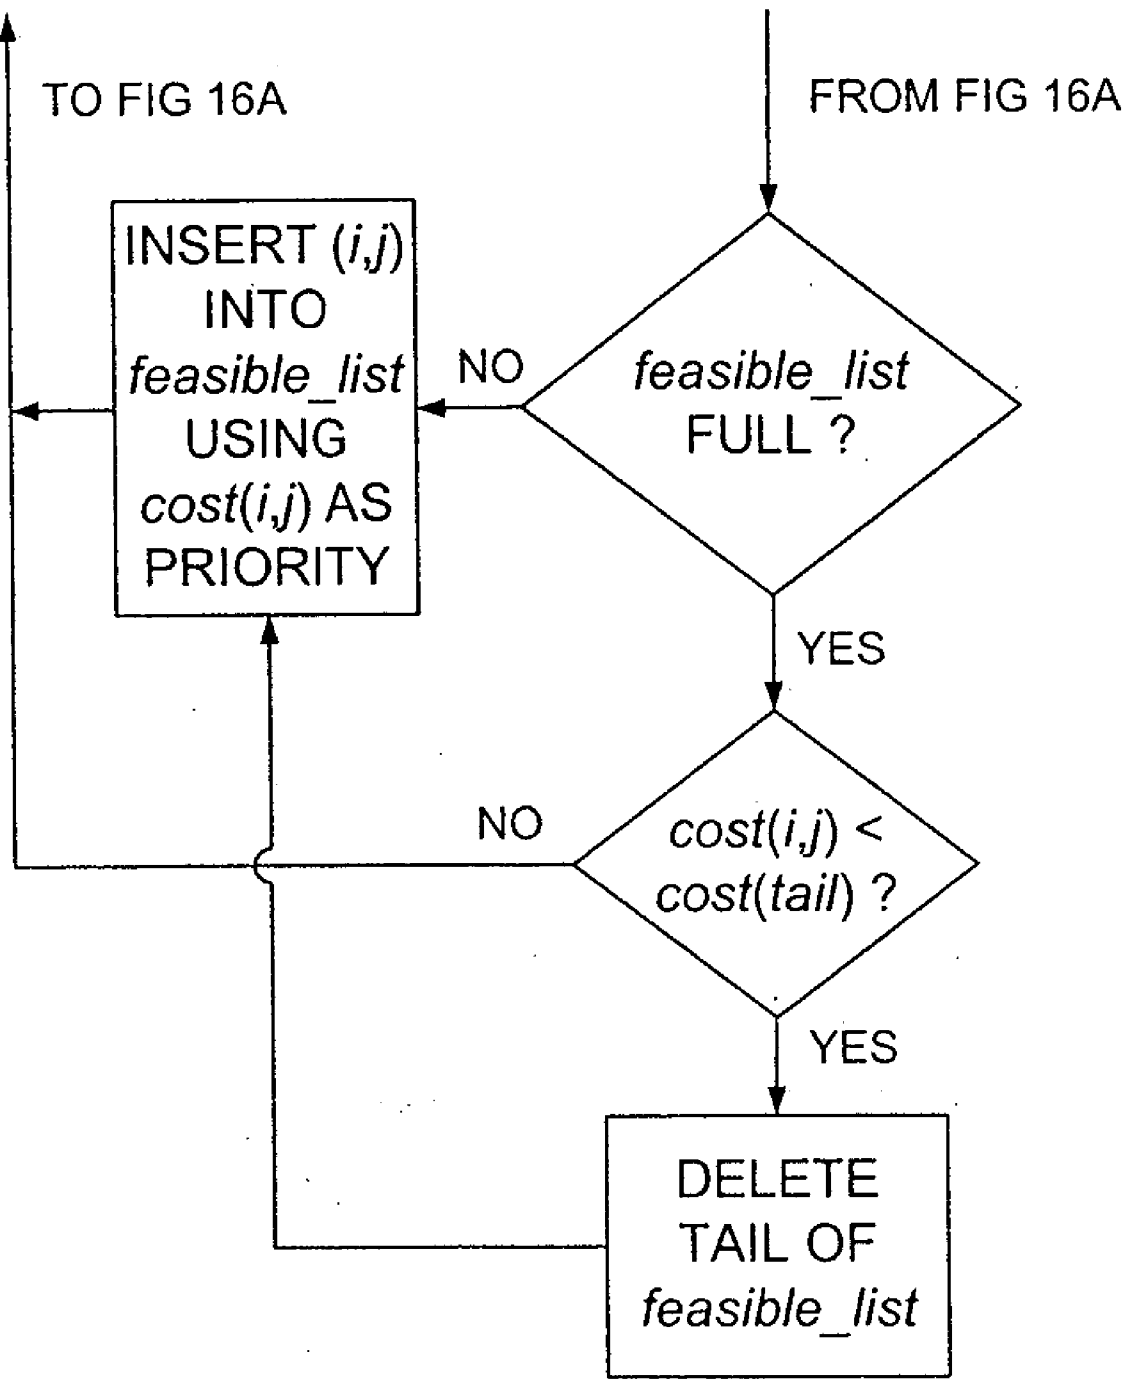 TO FIG 16A
FROM FIG 16A
INSERT (i,j)
INTO
feasible_list
USING
cost(i,j) AS
PRIORITY
NO
feasible_list
FULL ?
YES
NO
cost(i,j) <
cost(tail) ?
YES
DELETE
TAIL OF
feasible_list